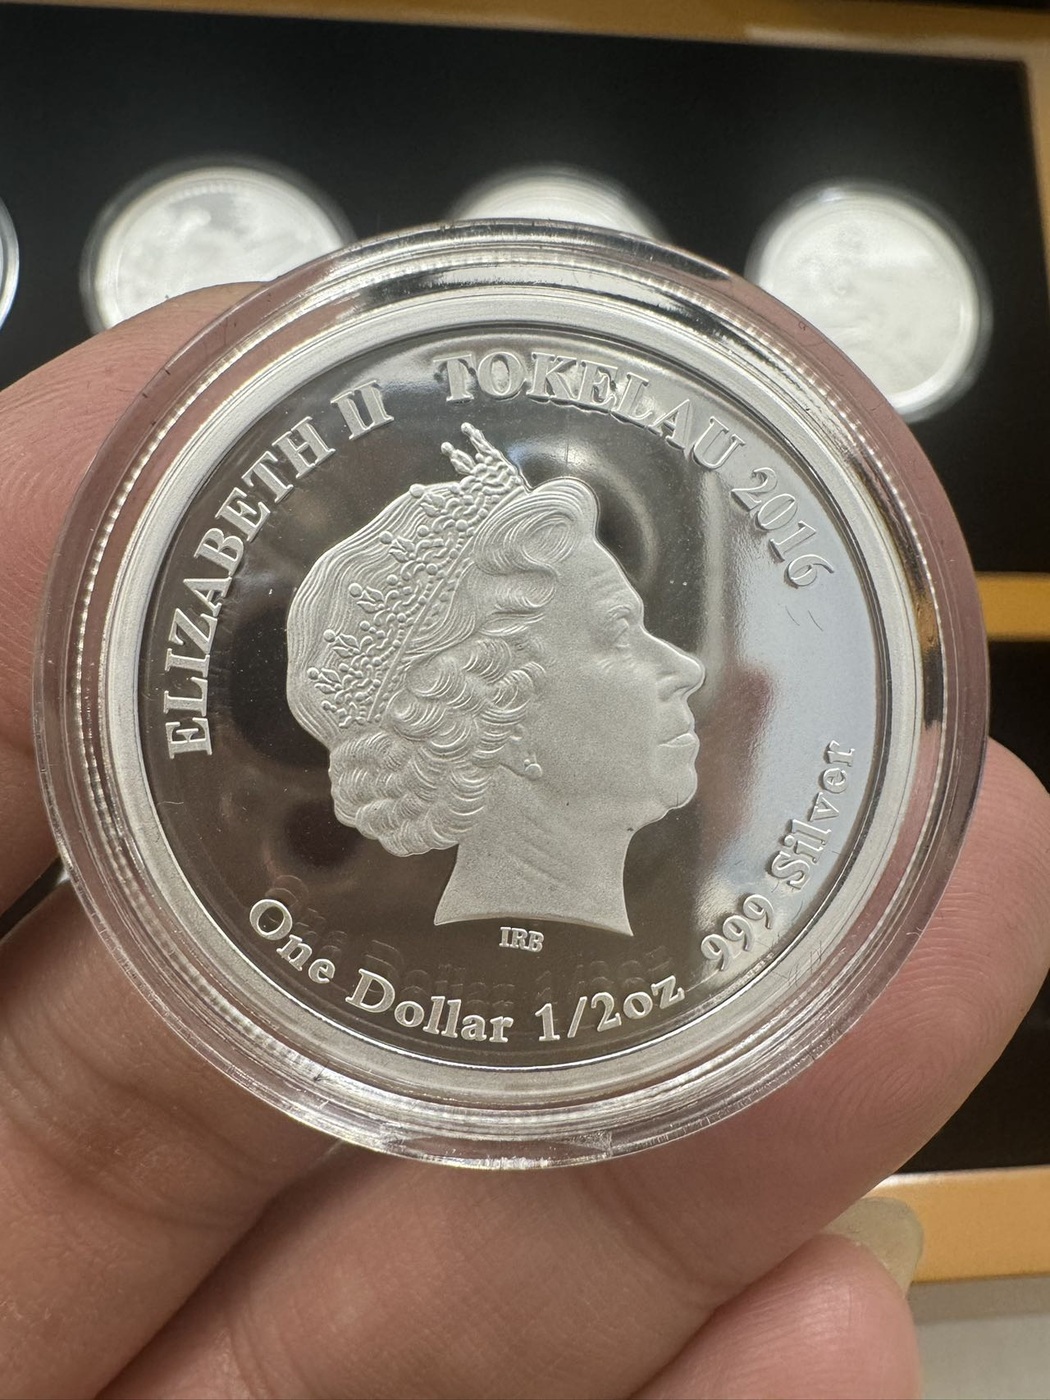 ELIZABETH II TOKELAU 2016
IRB
One Dollar 1/2oz 999 Silver